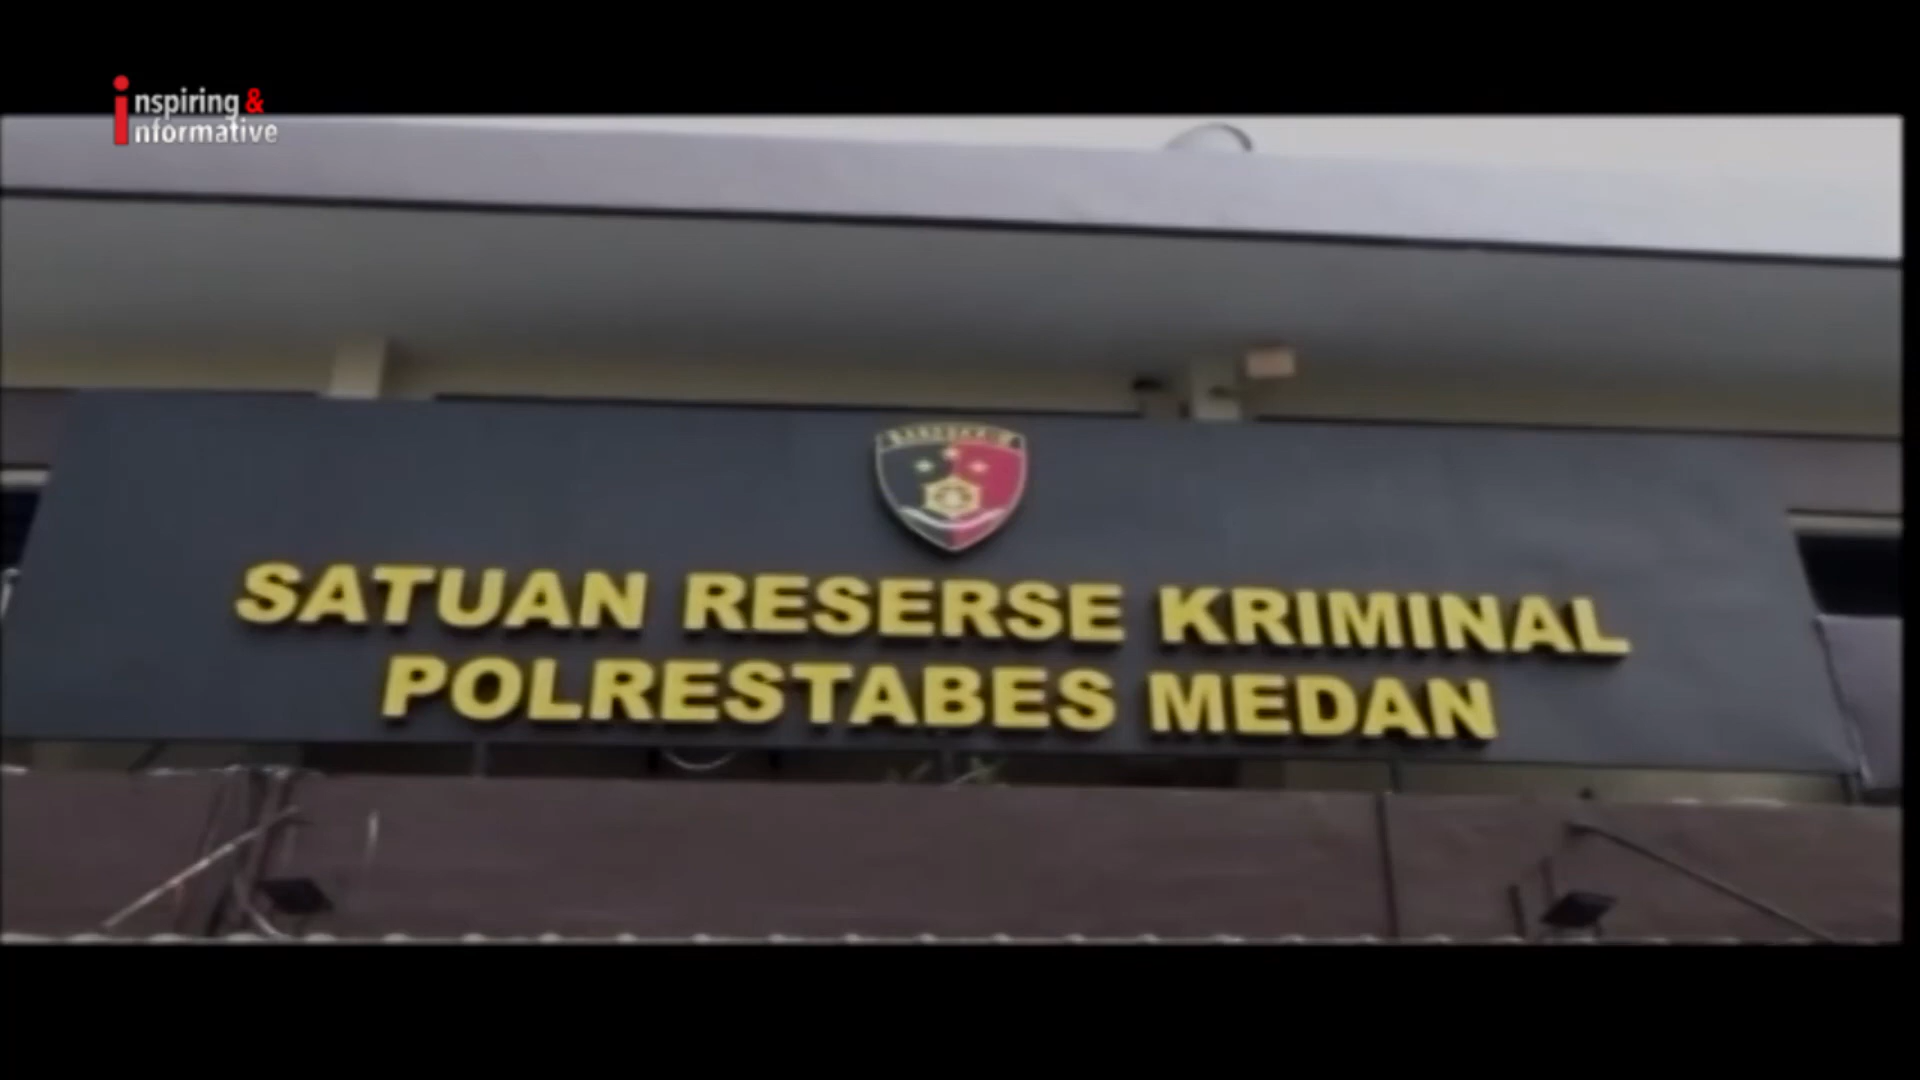 inspiring &
informative
SATUAN RESERSE KRIMINAL
POLRESTABES MEDAN